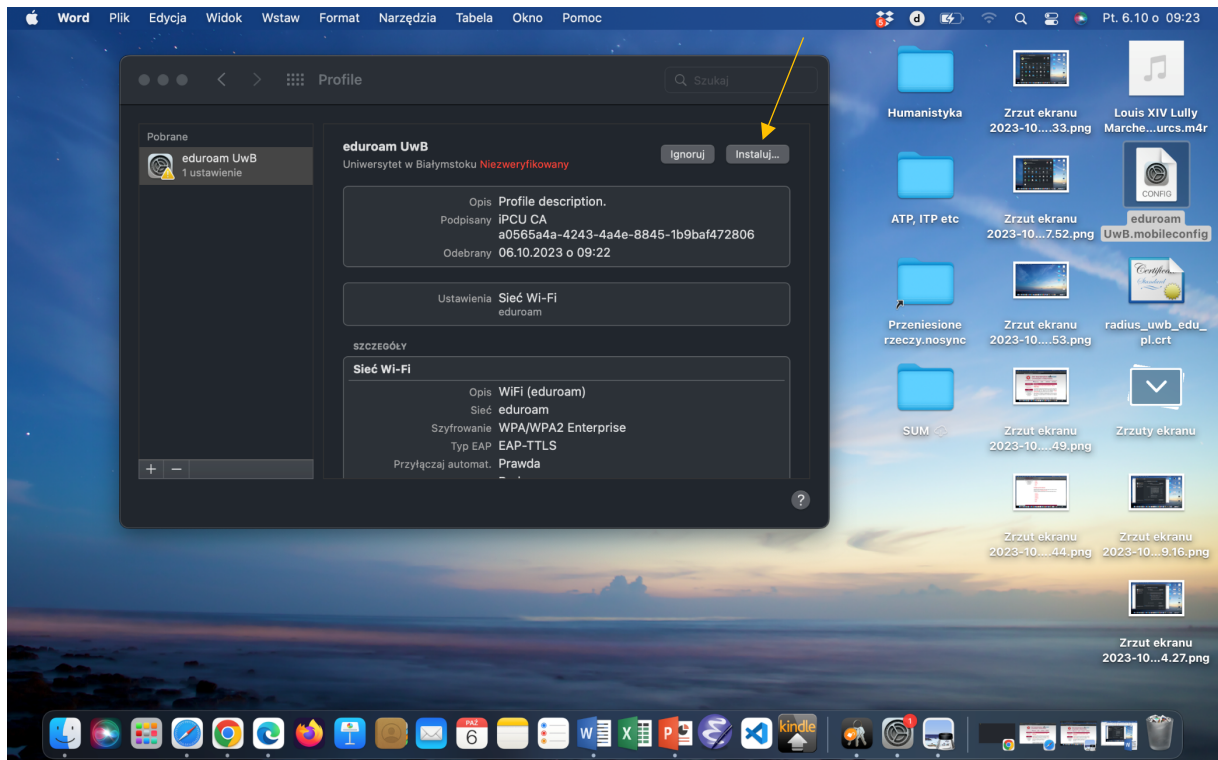 Word Plik Edycja Widok Wstaw Format Narzędzia Tabela Okno Pomoc
5 d Pt. 6.10 o 09:23
Profile
Szukaj
Pobrane
eduroam UwB
1 ustawienie
eduroam UwB
Uniwersytet w Białymstoku Niezweryfikowany
Ignoruj
Instaluj...
Opis Profile description.
Podpisany iPCU CA
a0565a4a-4243-4a4e-8845-1b9baf472806
Odebrany 06.10.2023 o 09:22
Ustawienia Sieć Wi-Fi
eduroam
SZCZEGÓŁY
Sieć Wi-Fi
Opis WiFi (eduroam)
Sieć eduroam
Szyfrowanie WPA/WPA2 Enterprise
Typ EAP EAP-TTLS
Przyłączaj automat. Prawda
+ −
?
Humanistyka
Zrzut ekranu
2023-10....33.png
Louis XIV Lully
Marche...urcs.m4r
CONFIG
ATP, ITP etc
Zrzut ekranu
2023-10...7.52.png
eduroam
UwB.mobileconfig
Przeniesione
rzeczy.nosync
Zrzut ekranu
2023-10....53.png
radius_uwb_edu_
pl.crt
SUM
Zrzut ekranu
2023-10....49.png
Zrzuty ekranu
Zrzut ekranu
2023-10....44.png
Zrzut ekranu
2023-10...9.16.png
Zrzut ekranu
2023-10...4.27.png
PAŹ
6
W
X
P
kindle
1